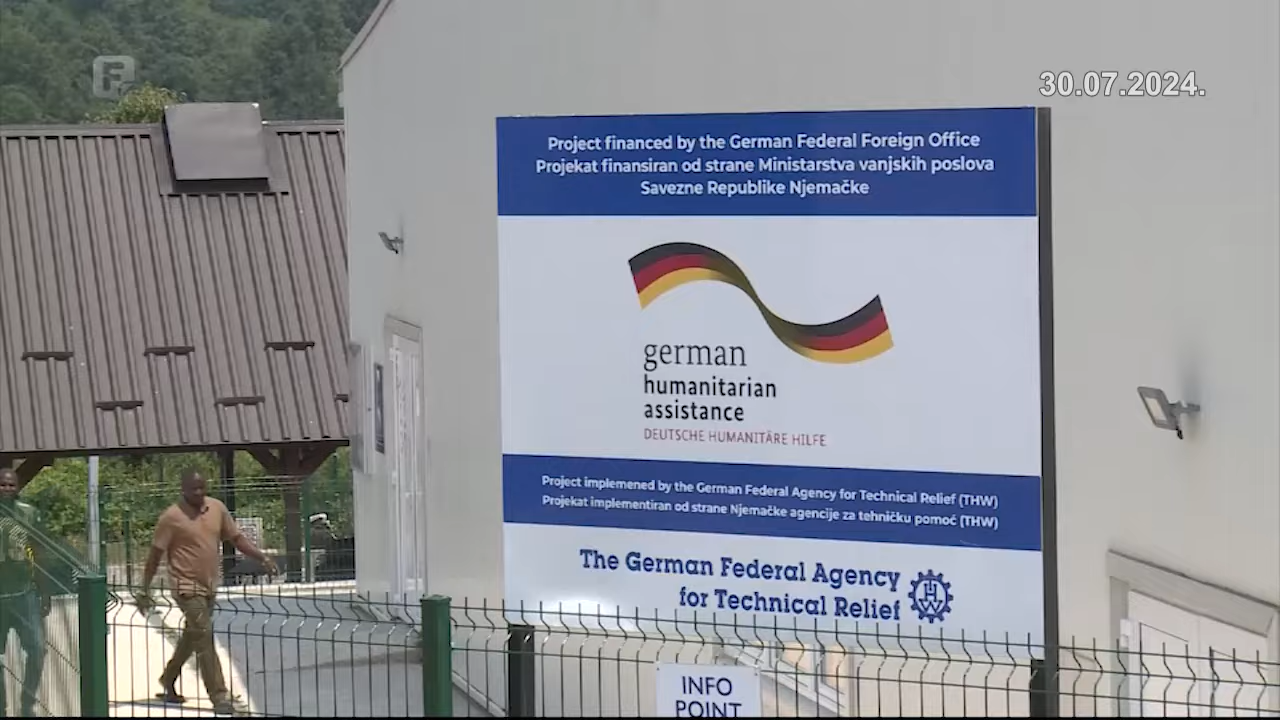 F
30.07.2024.
Project financed by the German Federal Foreign Office
Projekat finansiran od strane Ministarstva vanjskih poslova
Savezne Republike Njemačke
german
humanitarian
assistance
DEUTSCHE HUMANITÄRE HILFE
Project implemened by the German Federal Agency for Technical Relief (THW)
Projekat implementiran od strane Njemačke agencije za tehničku pomoć (THW)
The German Federal Agency
for Technical Relief
THW
INFO
POINT